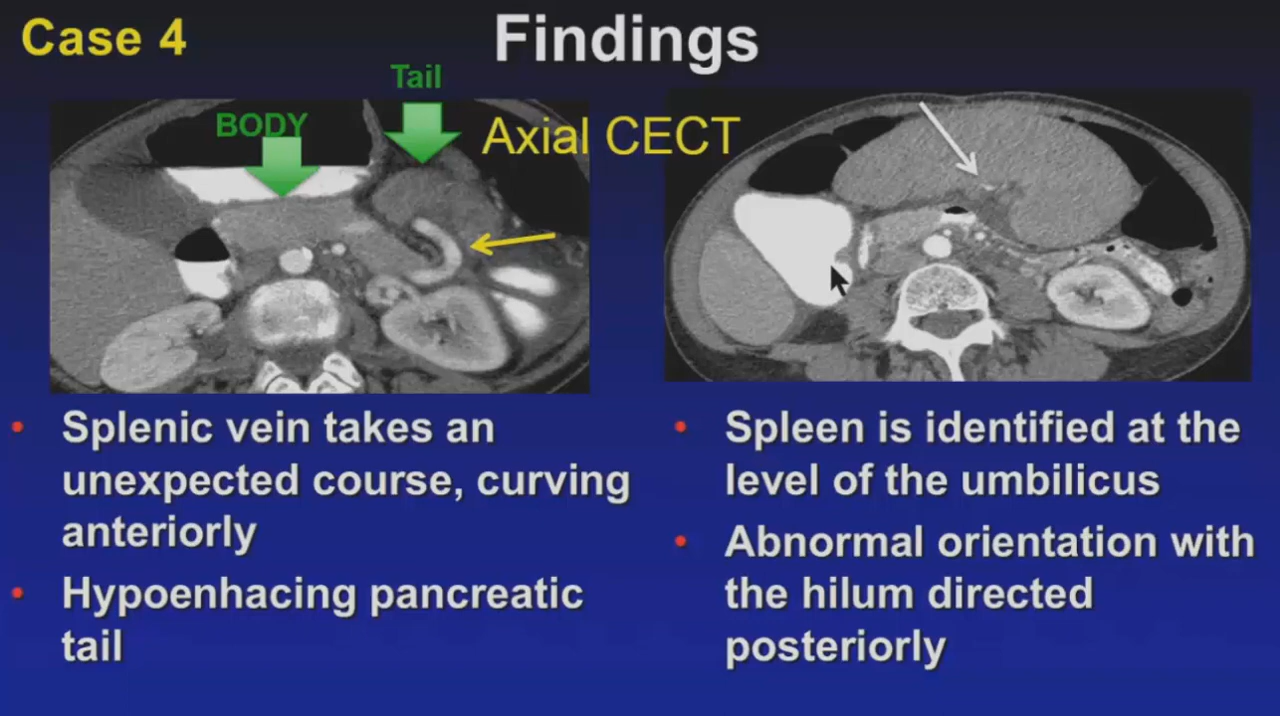 Case 4
Findings
Tail
BODY
Axial CECT
• Splenic vein takes an
unexpected course, curving
anteriorly
• Hypoenhacing pancreatic
tail
• Spleen is identified at the
level of the umbilicus
• Abnormal orientation with
the hilum directed
posteriorly